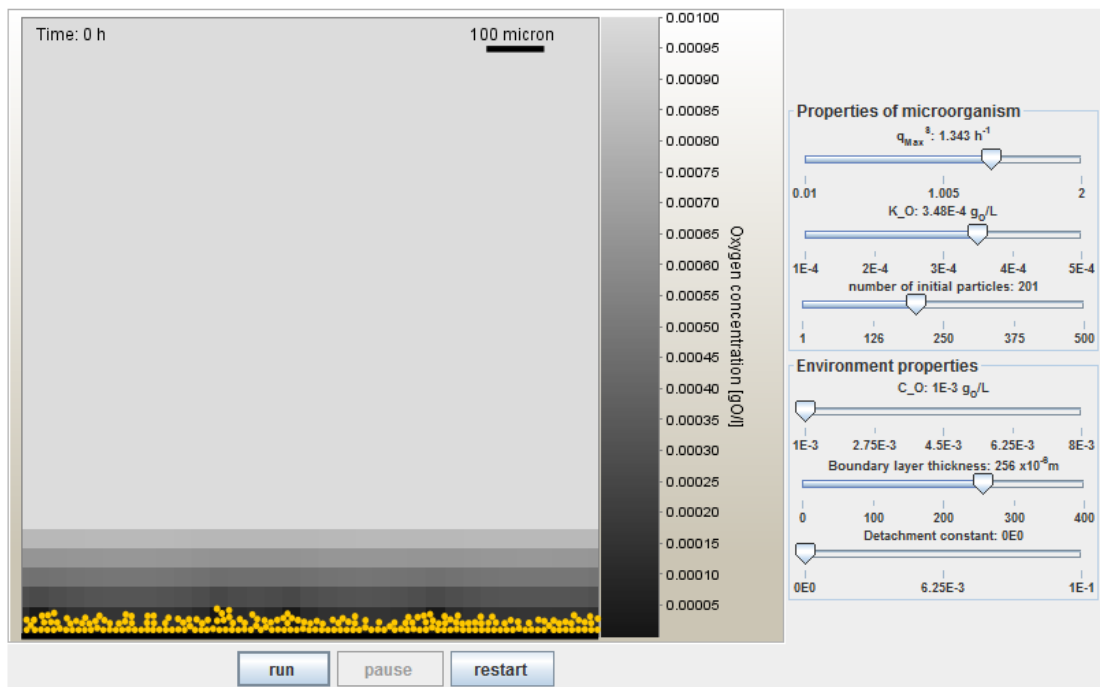 Time: 0 h
100 micron
0.00100
0.00095
0.00090
0.00085
0.00080
0.00075
0.00070
0.00065
0.00060
0.00055
0.00050
0.00045
0.00040
0.00035
0.00030
0.00025
0.00020
0.00015
0.00010
0.00005
Oxygen concentration [gO/l]
Properties of microorganism
q_Max^s: 1.343 h^-1
0.01 1.005 2
K_O: 3.48E-4 g_O/L
1E-4 2E-4 3E-4 4E-4 5E-4
number of initial particles: 201
1 126 250 375 500
Environment properties
C_O: 1E-3 g_O/L
1E-3 2.75E-3 4.5E-3 6.25E-3 8E-3
Boundary layer thickness: 256 x10^-6m
0 100 200 300 400
Detachment constant: 0E0
0E0 6.25E-3 1E-1
run pause restart